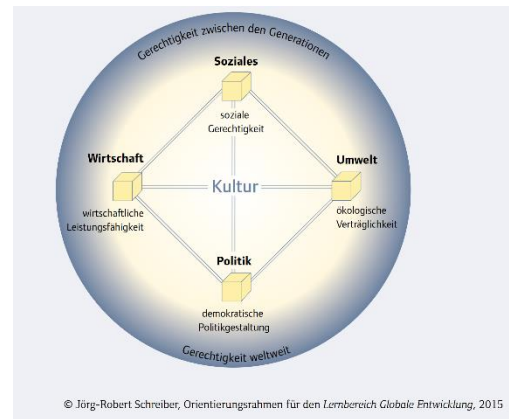 Gerechtigkeit zwischen den Generationen
Soziales
soziale
Gerechtigkeit
Wirtschaft
wirtschaftliche
Leistungsfähigkeit
Kultur
Umwelt
ökologische
Verträglichkeit
Politik
demokratische
Politikgestaltung
Gerechtigkeit weltweit
© Jörg-Robert Schreiber, Orientierungsrahmen für den Lernbereich Globale Entwicklung, 2015